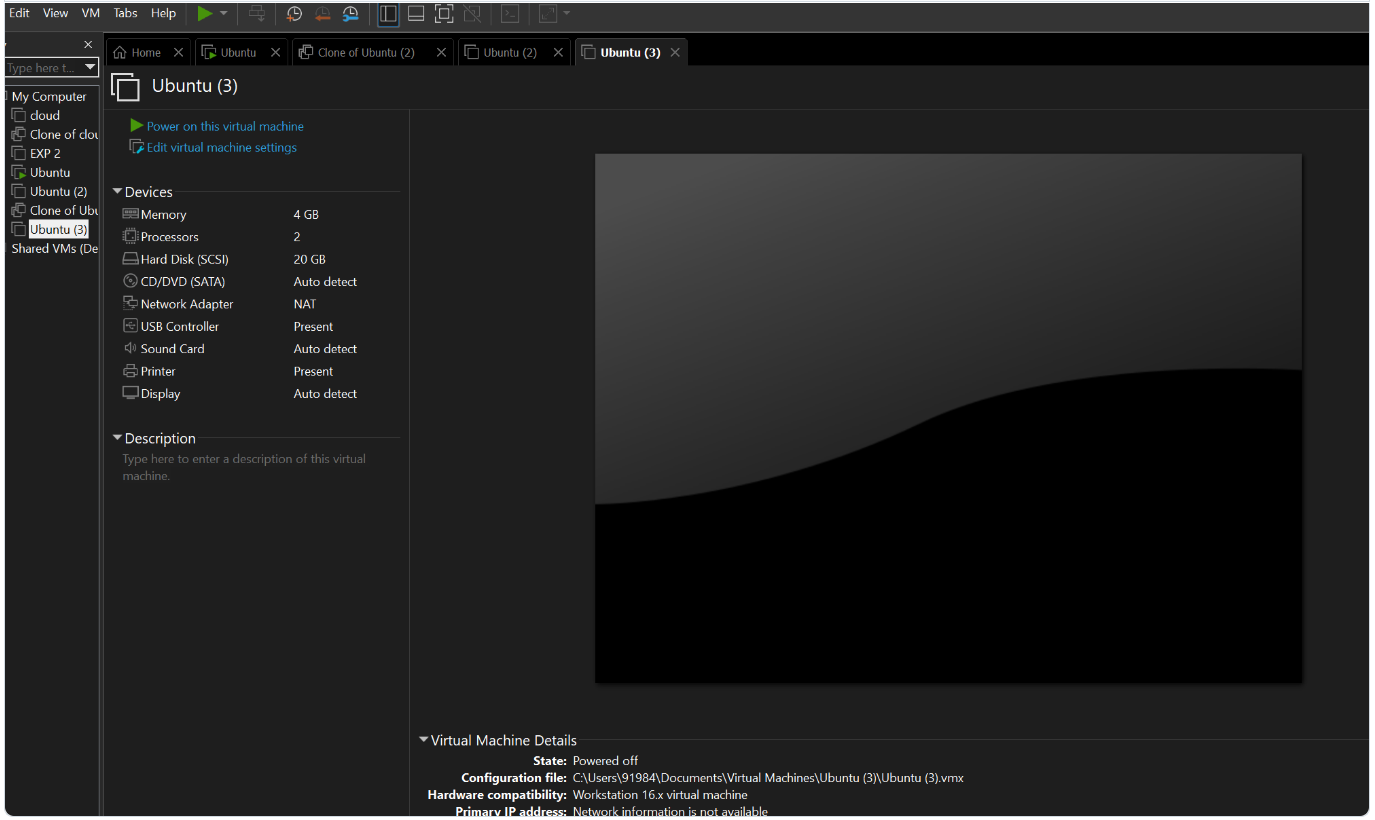 Edit View VM Tabs Help
Type here t...
My Computer
cloud
Clone of clou
EXP 2
Ubuntu
Ubuntu (2)
Clone of Ubu
Ubuntu (3)
Shared VMs (De
Home Ubuntu Clone of Ubuntu (2) Ubuntu (2) Ubuntu (3)
Ubuntu (3)
Power on this virtual machine
Edit virtual machine settings
Devices
Memory 4 GB
Processors 2
Hard Disk (SCSI) 20 GB
CD/DVD (SATA) Auto detect
Network Adapter NAT
USB Controller Present
Sound Card Auto detect
Printer Present
Display Auto detect
Description
Type here to enter a description of this virtual
machine.
Virtual Machine Details
State: Powered off
Configuration file: C:\Users\91984\Documents\Virtual Machines\Ubuntu (3)\Ubuntu (3).vmx
Hardware compatibility: Workstation 16.x virtual machine
Primary IP address: Network information is not available